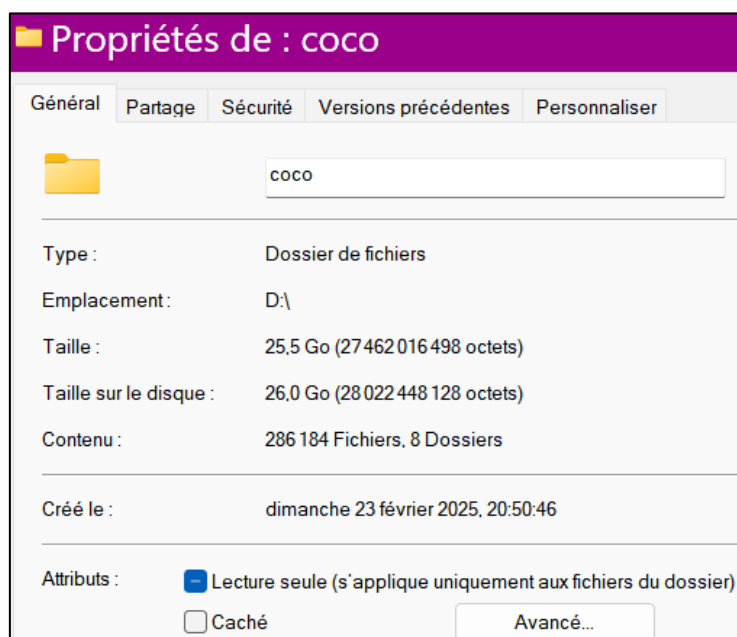 Propriétés de : coco
Général Partage Sécurité Versions précédentes Personnaliser
coco
Type : Dossier de fichiers
Emplacement : D:\
Taille : 25,5 Go (27 462 016 498 octets)
Taille sur le disque : 26,0 Go (28 022 448 128 octets)
Contenu : 286 184 Fichiers, 8 Dossiers
Créé le : dimanche 23 février 2025, 20:50:46
Attributs : Lecture seule (s'applique uniquement aux fichiers du dossier)
Caché Avancé...